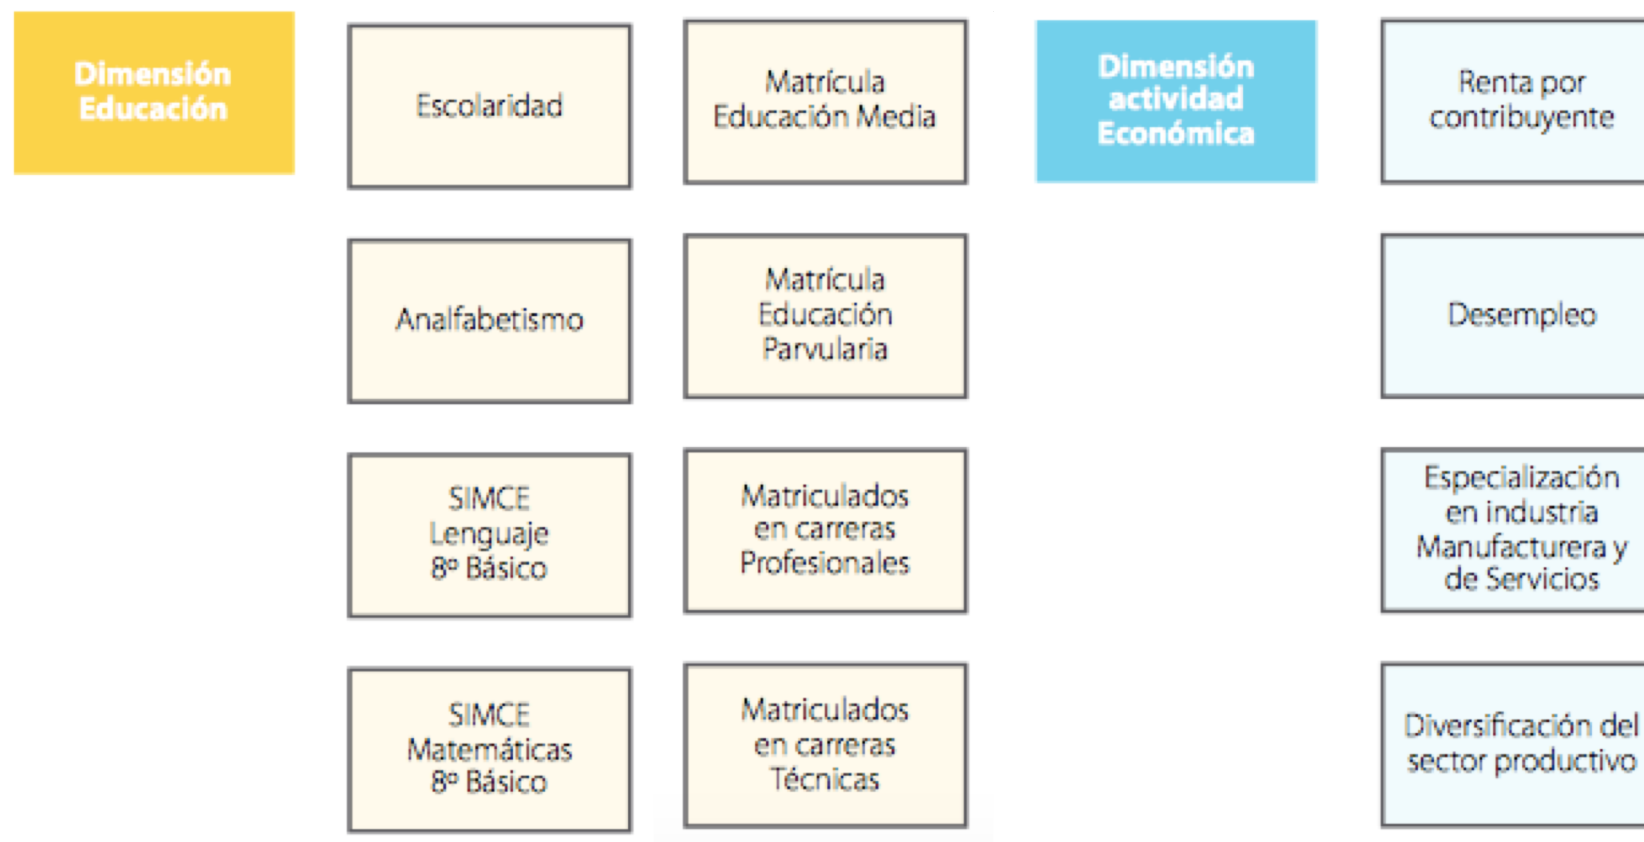 Dimensión
Educación
Escolaridad
Matrícula
Educación Media
Dimensión
actividad
Económica
Renta por
contribuyente
Analfabetismo
Matrícula
Educación
Parvularia
Desempleo
SIMCE
Lenguaje
8º Básico
Matriculados
en carreras
Profesionales
Especialización
en industria
Manufacturera y
de Servicios
SIMCE
Matemáticas
8º Básico
Matriculados
en carreras
Técnicas
Diversificación del
sector productivo